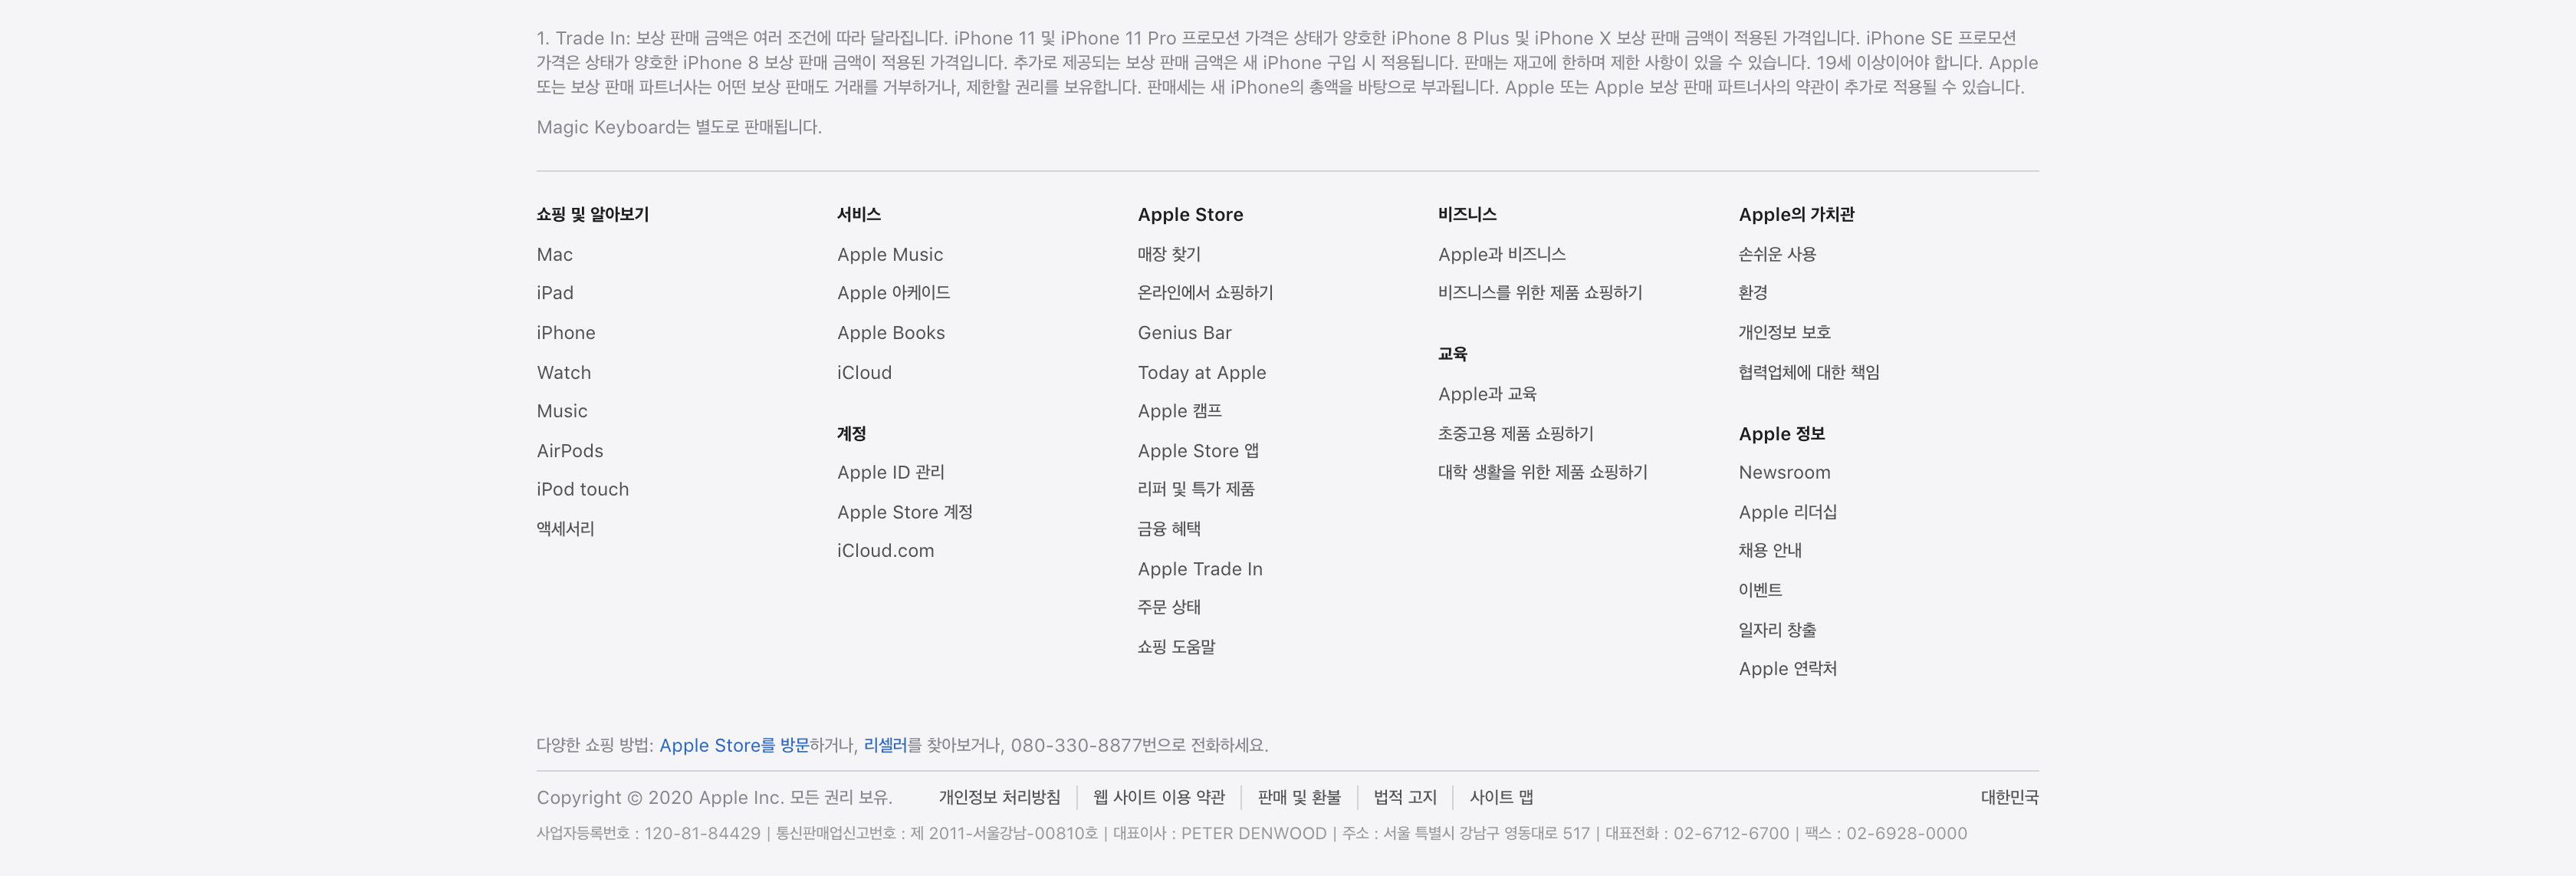 1. Trade In: 보상 판매 금액은 여러 조건에 따라 달라집니다. iPhone 11 및 iPhone 11 Pro 프로모션 가격은 상태가 양호한 iPhone 8 Plus 및 iPhone X 보상 판매 금액이 적용된 가격입니다. iPhone SE 프로모션
가격은 상태가 양호한 iPhone 8 보상 판매 금액이 적용된 가격입니다. 추가로 제공되는 보상 판매 금액은 새 iPhone 구입 시 적용됩니다. 판매는 재고에 한하며 제한 사항이 있을 수 있습니다. 19세 이상이어야 합니다. Apple
또는 보상 판매 파트너사는 어떤 보상 판매도 거래를 거부하거나, 제한할 권리를 보유합니다. 판매세는 새 iPhone의 총액을 바탕으로 부과됩니다. Apple 또는 Apple 보상 판매 파트너사의 약관이 추가로 적용될 수 있습니다.
Magic Keyboard는 별도로 판매됩니다.
쇼핑 및 알아보기
Mac
iPad
iPhone
Watch
Music
AirPods
iPod touch
액세서리
서비스
Apple Music
Apple 아케이드
Apple Books
iCloud
계정
Apple ID 관리
Apple Store 계정
iCloud.com
Apple Store
매장 찾기
온라인에서 쇼핑하기
Genius Bar
Today at Apple
Apple 캠프
Apple Store 앱
리퍼 및 특가 제품
금융 혜택
Apple Trade In
주문 상태
쇼핑 도움말
비즈니스
Apple과 비즈니스
비즈니스를 위한 제품 쇼핑하기
교육
Apple과 교육
초중고용 제품 쇼핑하기
대학 생활을 위한 제품 쇼핑하기
Apple의 가치관
손쉬운 사용
환경
개인정보 보호
협력업체에 대한 책임
Apple 정보
Newsroom
Apple 리더십
채용 안내
이벤트
일자리 창출
Apple 연락처
다양한 쇼핑 방법: Apple Store를 방문하거나, 리셀러를 찾아보거나, 080-330-8877번으로 전화하세요.
Copyright © 2020 Apple Inc. 모든 권리 보유. 개인정보 처리방침 | 웹 사이트 이용 약관 | 판매 및 환불 | 법적 고지 | 사이트 맵 대한민국
사업자등록번호 : 120-81-84429 | 통신판매업신고번호 : 제 2011-서울강남-00810호 | 대표이사 : PETER DENWOOD | 주소 : 서울 특별시 강남구 영동대로 517 | 대표전화 : 02-6712-6700 | 팩스 : 02-6928-0000